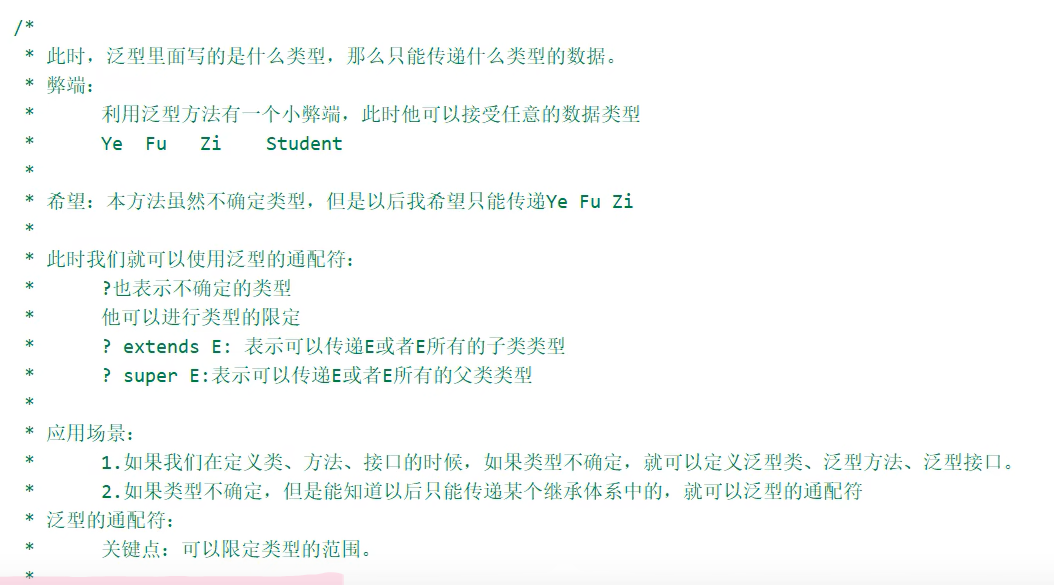 /*
* 此时，泛型里面写的是什么类型，那么只能传递什么类型的数据。
* 弊端：
* 利用泛型方法有一个小弊端，此时他可以接受任意的数据类型
* Ye Fu Zi Student
*
* 希望：本方法虽然不确定类型，但是以后我希望只能传递Ye Fu Zi
*
* 此时我们就可以使用泛型的通配符：
* ?也表示不确定的类型
* 他可以进行类型的限定
* ? extends E: 表示可以传递E或者E所有的子类类型
* ? super E:表示可以传递E或者E所有的父类类型
*
* 应用场景：
* 1.如果我们在定义类、方法、接口的时候，如果类型不确定，就可以定义泛型类、泛型方法、泛型接口。
* 2.如果类型不确定，但是能知道以后只能传递某个继承体系中的，就可以泛型的通配符
* 泛型的通配符：
* 关键点：可以限定类型的范围。
*